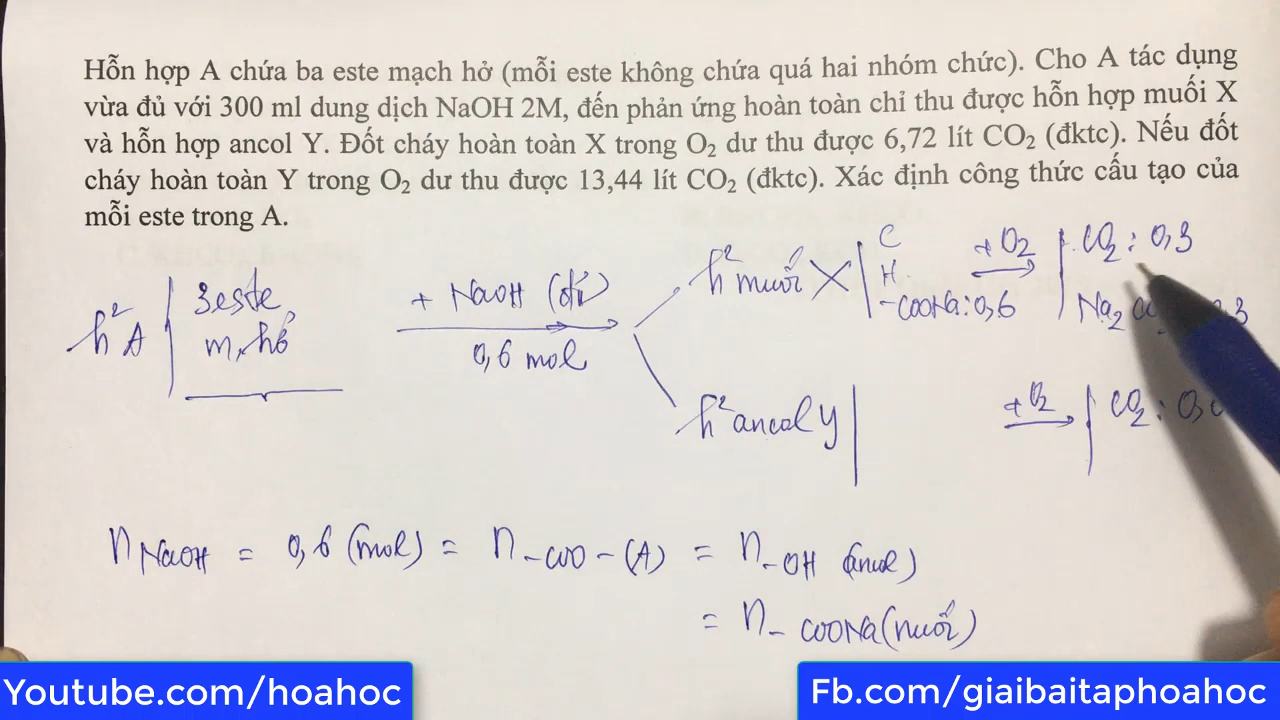 Hỗn hợp A chứa ba este mạch hở (mỗi este không chứa quá hai nhóm chức). Cho A tác dụng
vừa đủ với 300 ml dung dịch NaOH 2M, đến phản ứng hoàn toàn chỉ thu được hỗn hợp muối X
và hỗn hợp ancol Y. Đốt cháy hoàn toàn X trong O₂ dư thu được 6,72 lít CO₂ (đktc). Nếu đốt
cháy hoàn toàn Y trong O₂ dư thu được 13,44 lít CO₂ (đktc). Xác định công thức cấu tạo của
mỗi este trong A.
h² A | 3 este, m, hở
+ NaOH (đủ)
0,6 mol
h² muối X | C
H
-COONa: 0,6
+O₂
CO₂: 0,3
Na₂
h² ancol Y |
+O₂
CO₂: 0,
n NaOH = 0,6 (mol) = n -COO- (A) = n -OH (ancol)
= n -COONa (muối)
Youtube.com/hoahoc
Fb.com/giaibaitaphoahoc